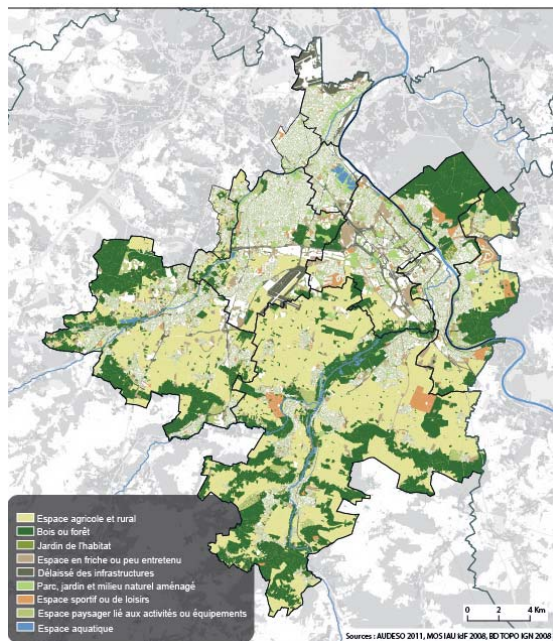 Espace agricole et rural
Bois ou forêt
Jardin de l'habitat
Espace en friche ou peu entretenu
Délaissé des infrastructures
Parc, jardin et milieu naturel aménagé
Espace sportif ou de loisirs
Espace paysager lié aux activités ou équipements
Espace aquatique
0 2 4 Km
Sources : AUDESO 2011, MOS IAU IdF 2008, BD TOPO IGN 2008